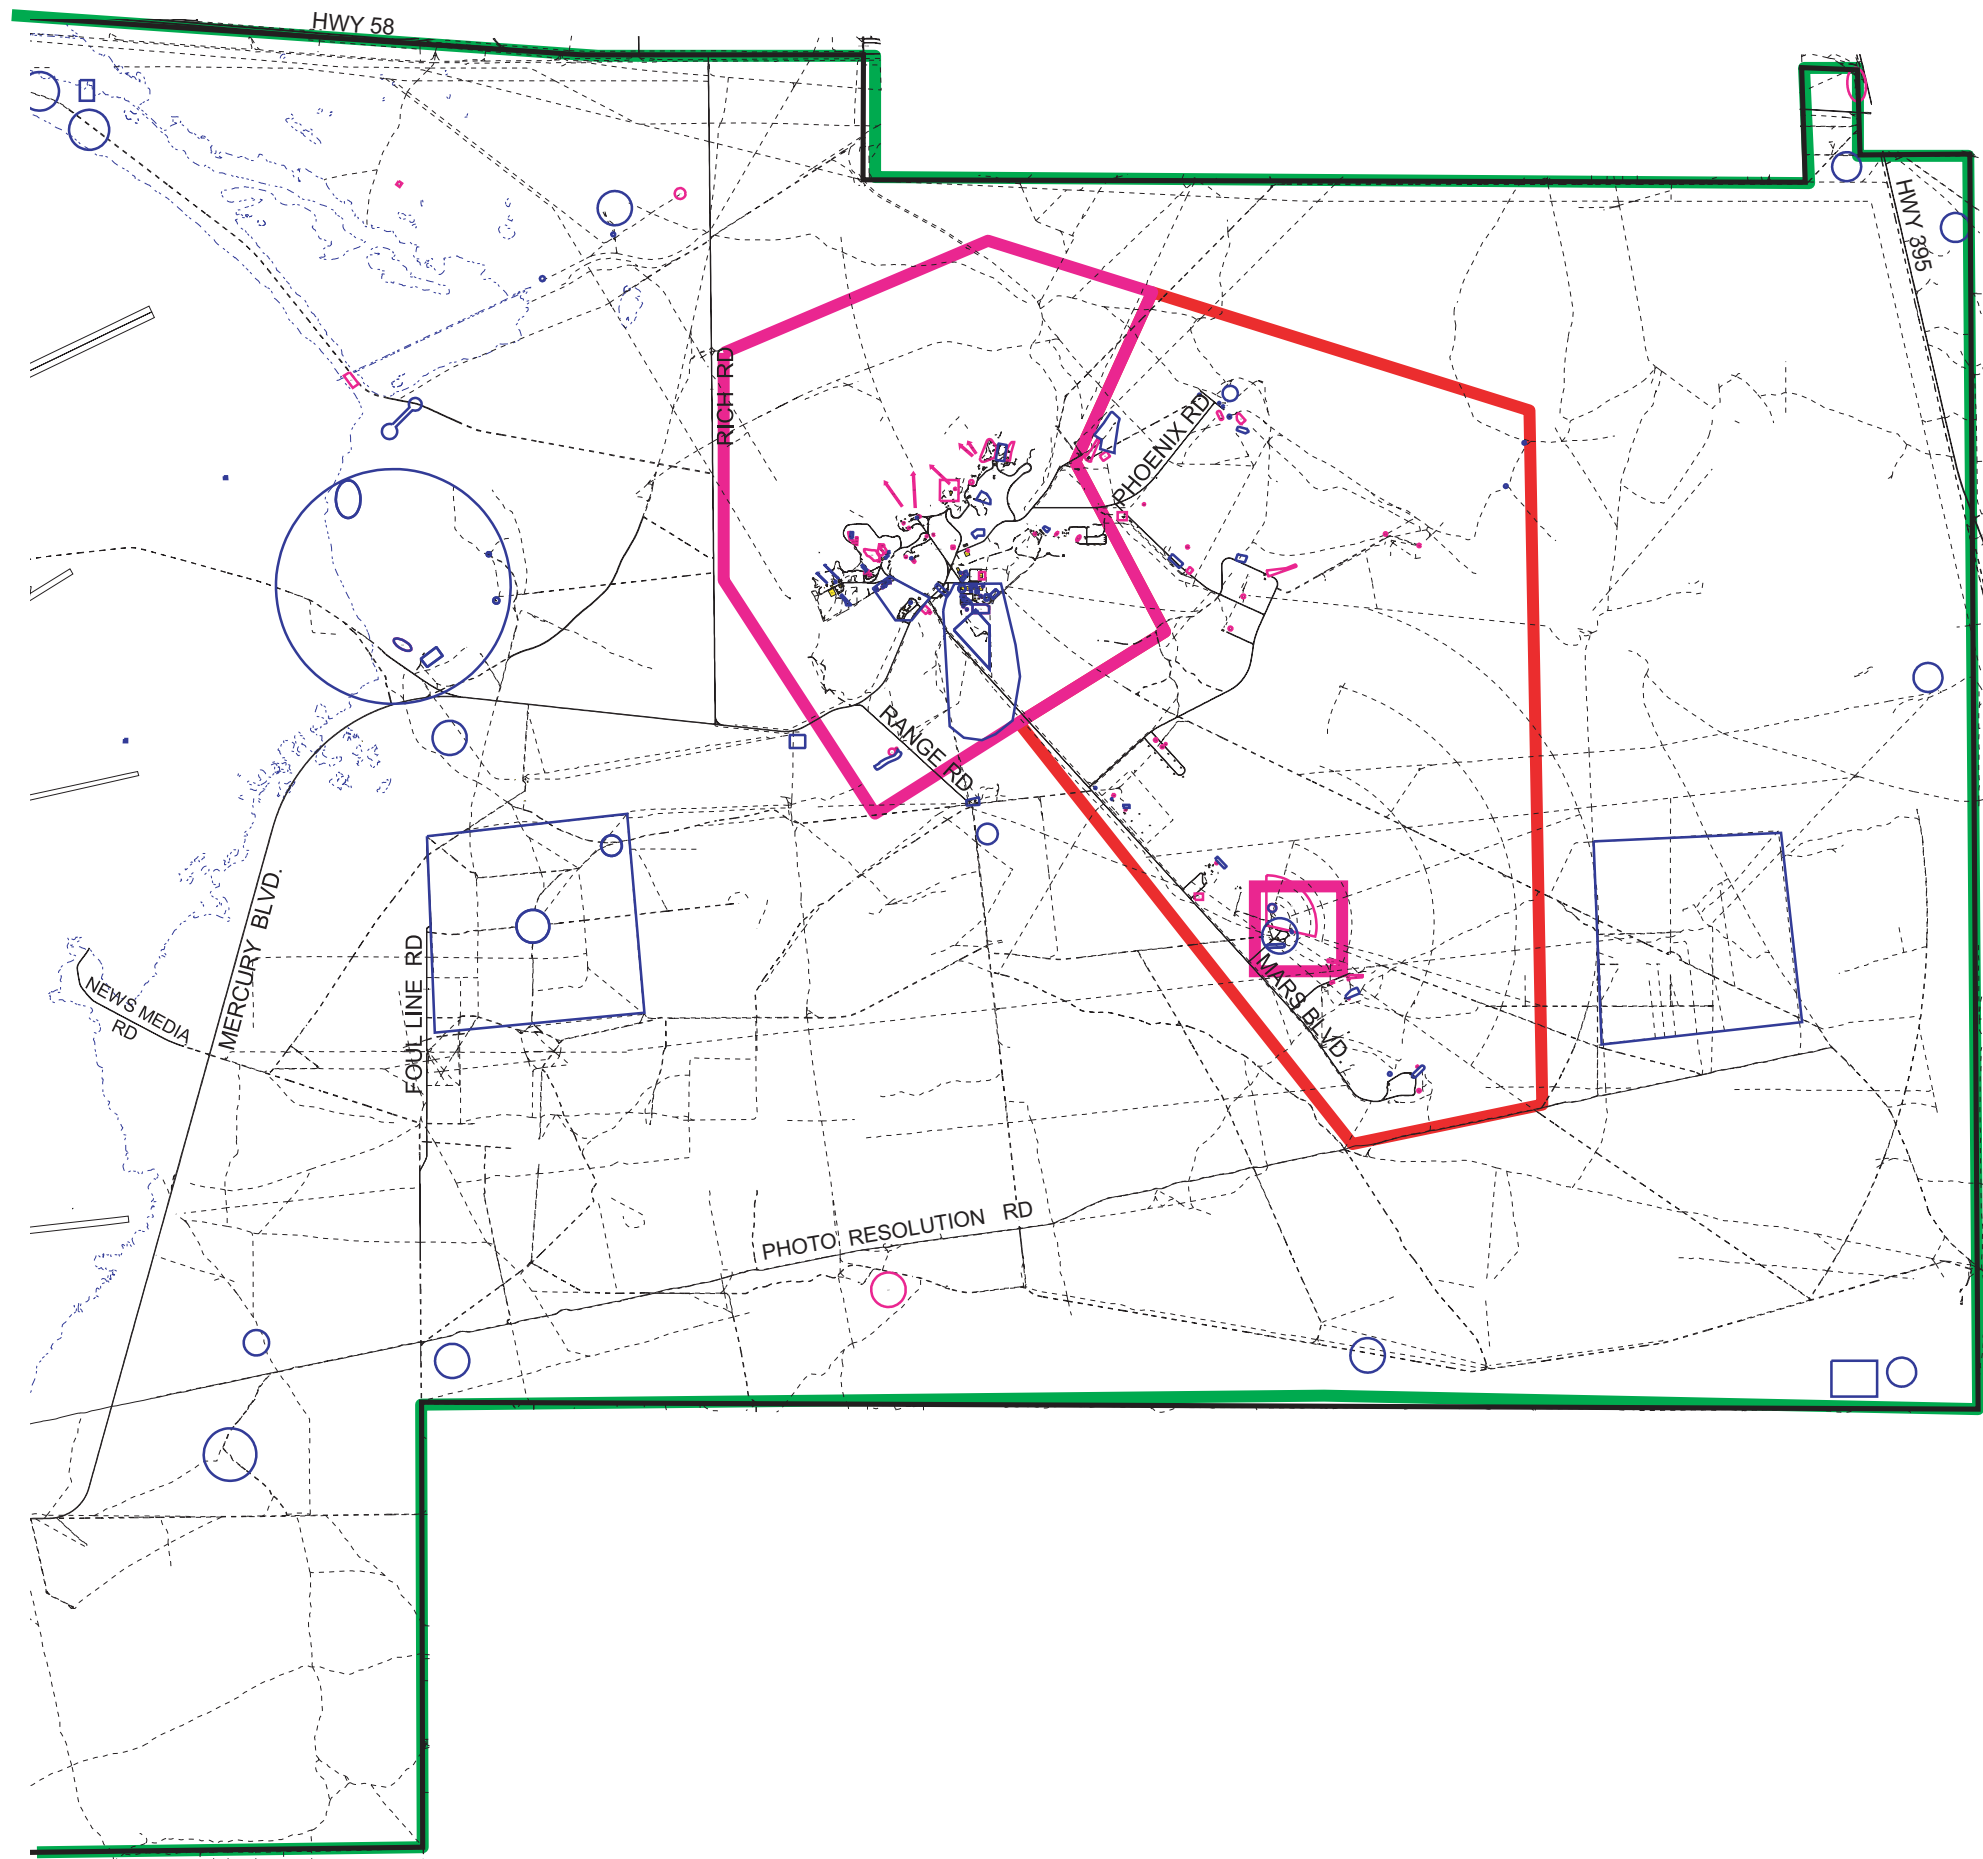 HWY 58
HWY 395
RICH RD
PHOENIX RD
RANGE RD
MERCURY BLVD.
NEWS MEDIA
RD
FOUL LINE RD
MARS BLVD.
PHOTO RESOLUTION RD